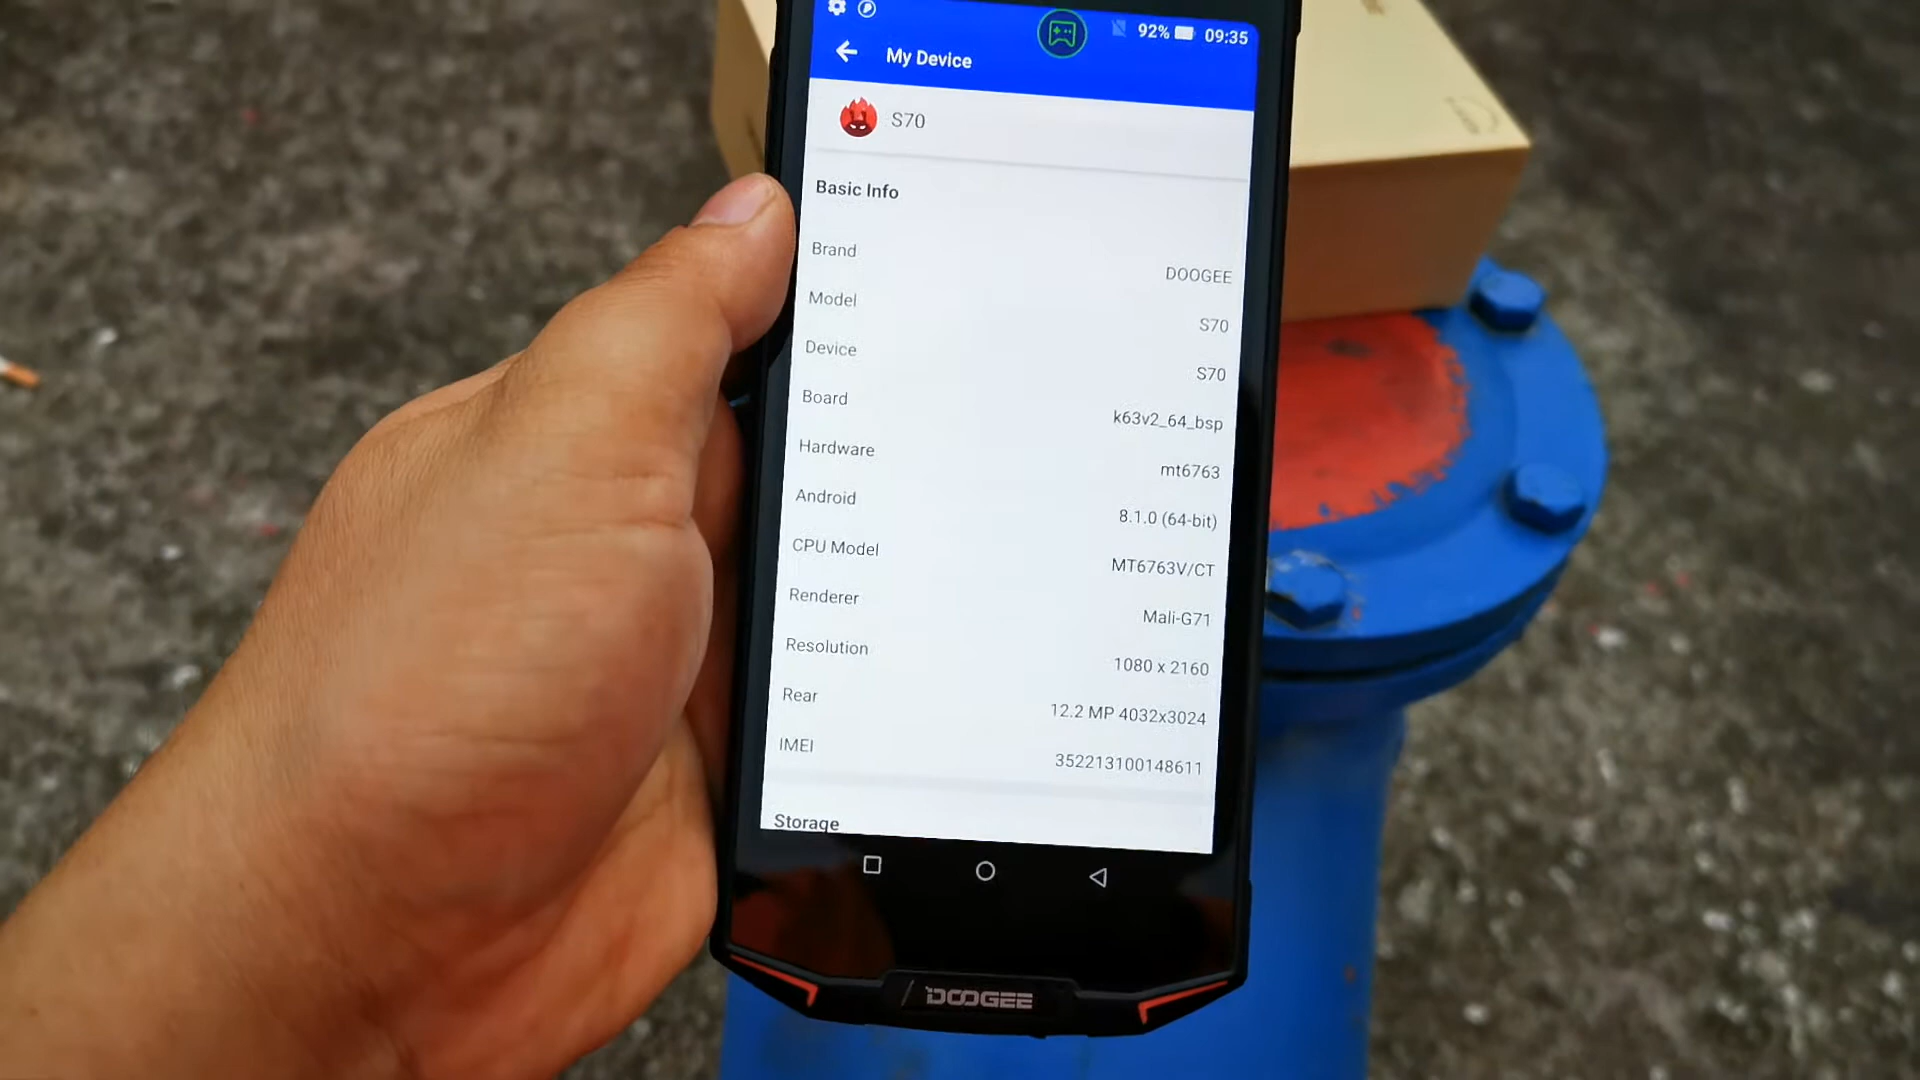 92% 09:35
My Device
S70
Basic Info
Brand DOOGEE
Model S70
Device S70
Board k63v2_64_bsp
Hardware mt6763
Android 8.1.0 (64-bit)
CPU Model MT6763V/CT
Renderer Mali-G71
Resolution 1080 x 2160
Rear 12.2 MP 4032x3024
IMEI 352213100148611
Storage
DOOGEE